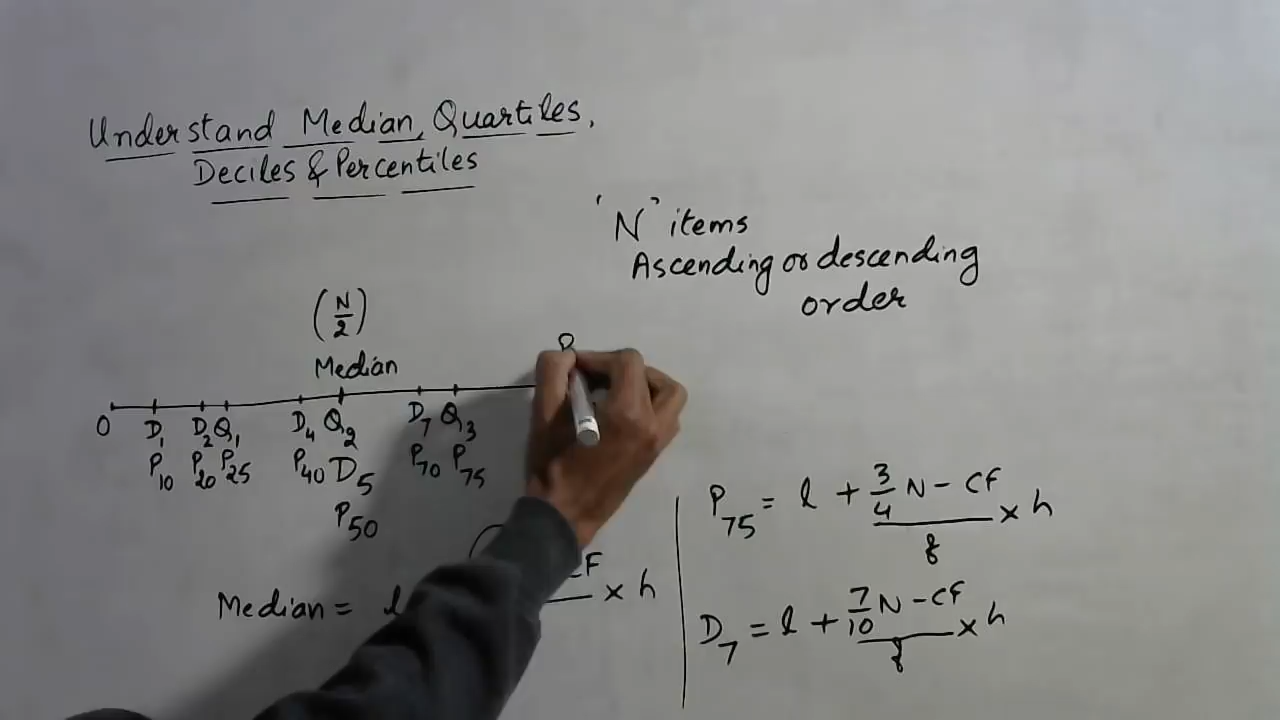 Understand Median, Quartiles,
Deciles & Percentiles
'N' items
Ascending or descending
order
(N/2)
Median
0 D1 D2 Q1 D4 Q2 D7 Q3
P10 P20 P25 P40 D5 P70 P75
P50
Median = l CF × h
P75 = l + 3/4 N - CF / f × h
D7 = l + 7/10 N - CF / f × h